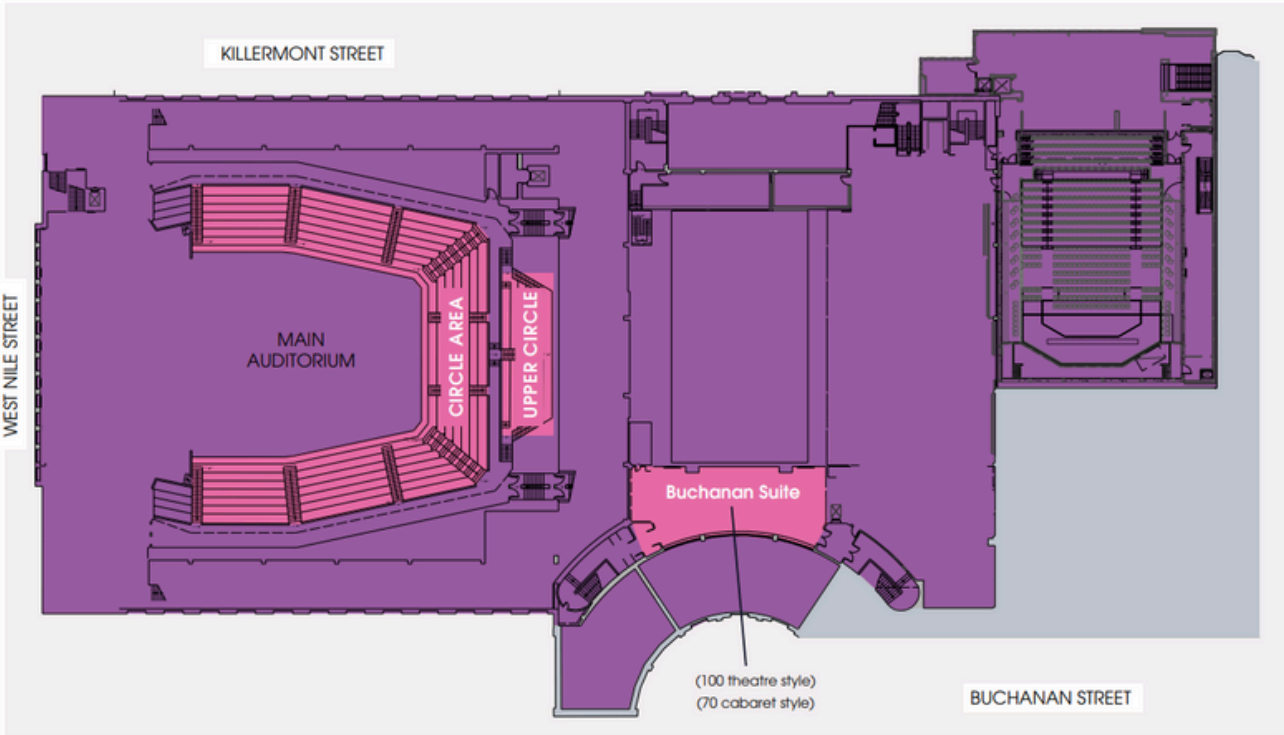 KILLERMONT STREET
WEST NILE STREET
MAIN
AUDITORIUM
CIRCLE AREA
UPPER CIRCLE
Buchanan Suite
(100 theatre style)
(70 cabaret style)
BUCHANAN STREET